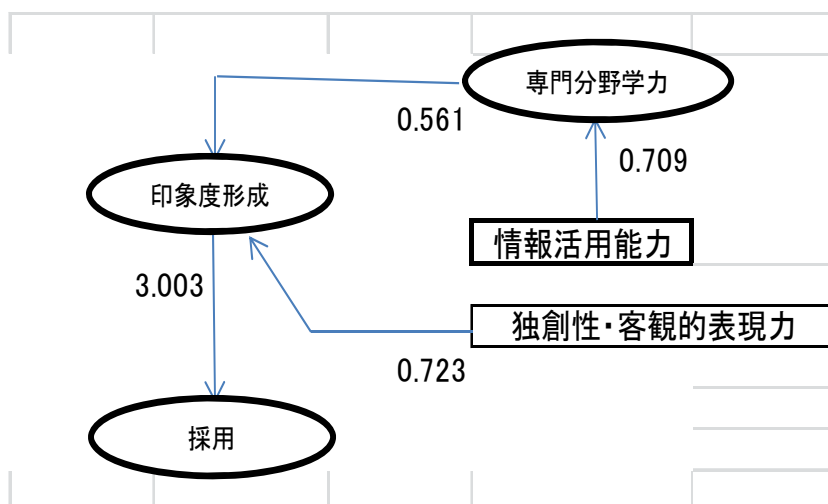 専門分野学力
0.561
0.709
印象度形成
情報活用能力
3.003
独創性・客観的表現力
0.723
採用